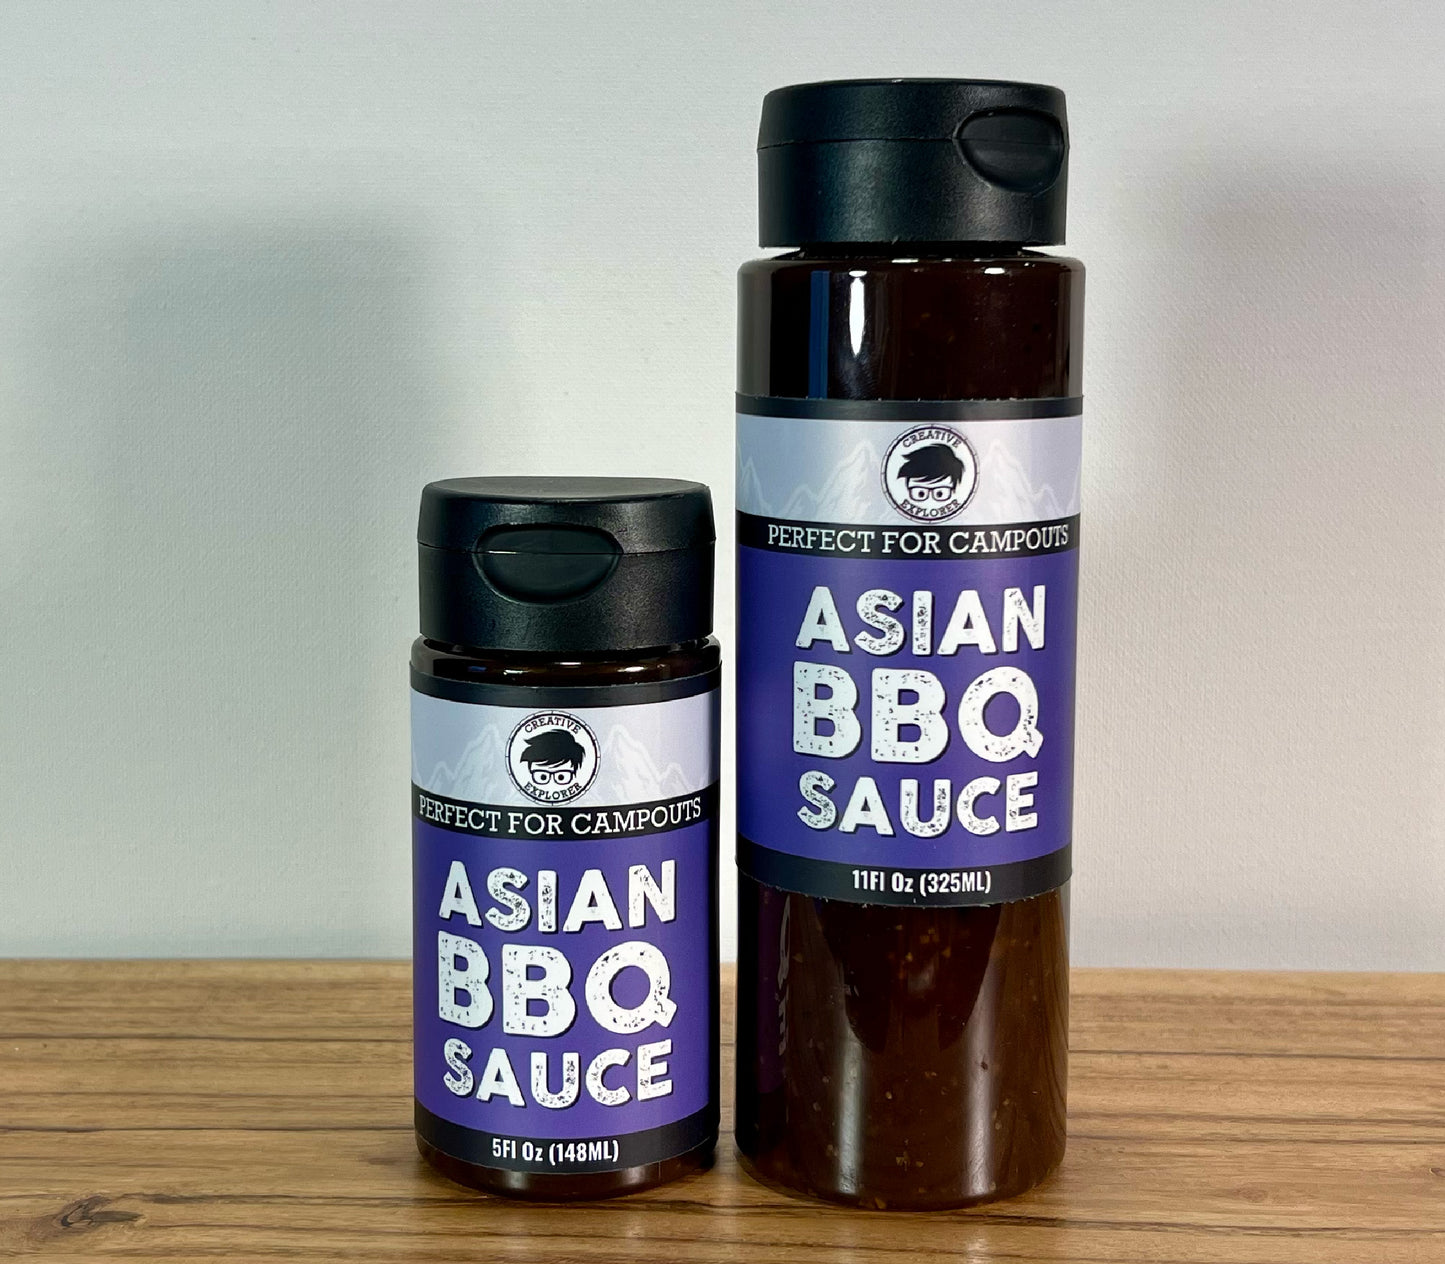 CREATIVE
EXPLORER
PERFECT FOR CAMPOUTS
ASIAN
BBQ
SAUCE
5Fl Oz (148ML)
CREATIVE
EXPLORER
PERFECT FOR CAMPOUTS
ASIAN
BBQ
SAUCE
11Fl Oz (325ML)